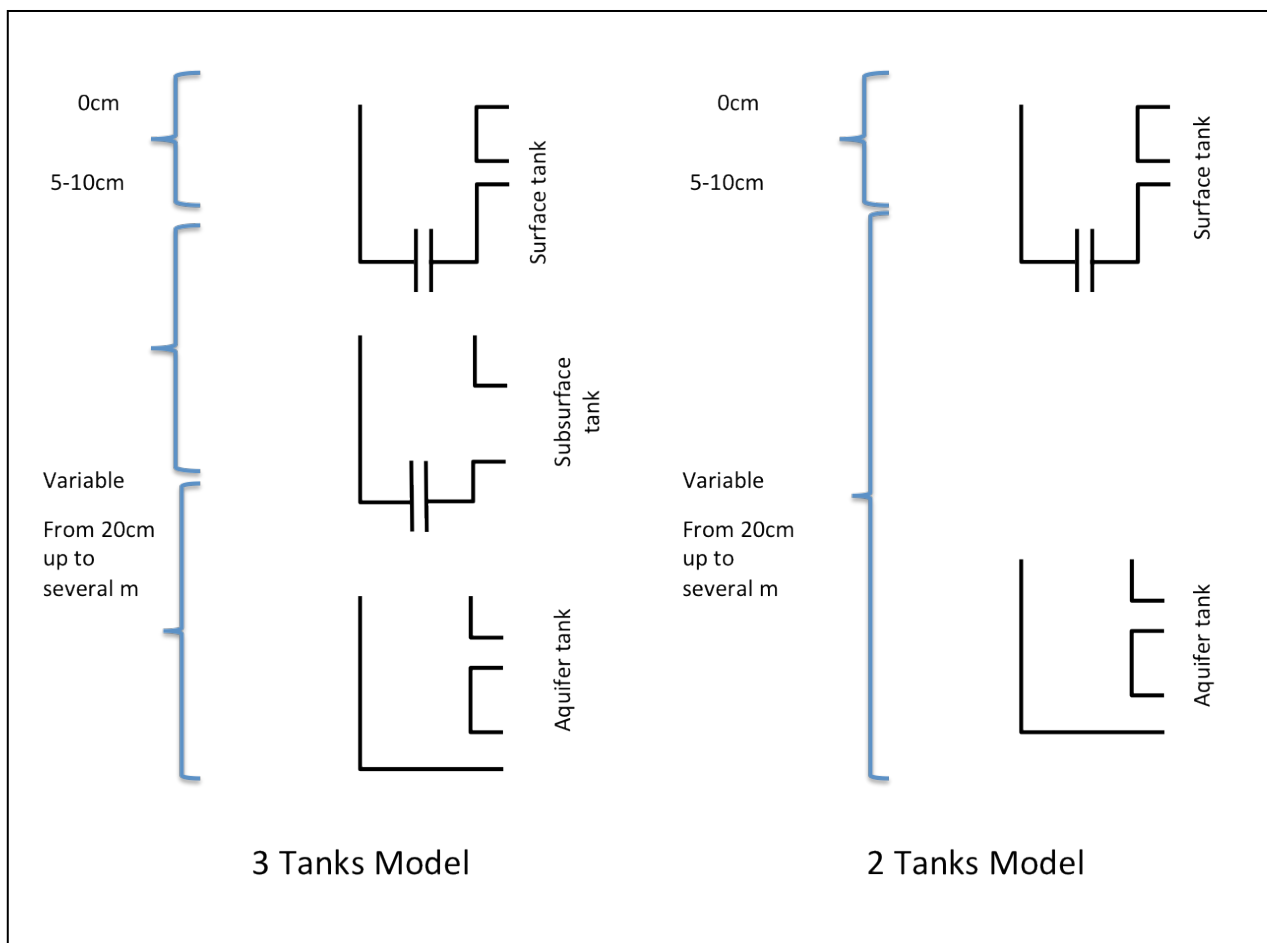 0cm
5-10cm
Surface tank
Subsurface
tank
Variable
From 20cm
up to
several m
Aquifer tank
3 Tanks Model
0cm
5-10cm
Surface tank
Variable
From 20cm
up to
several m
Aquifer tank
2 Tanks Model